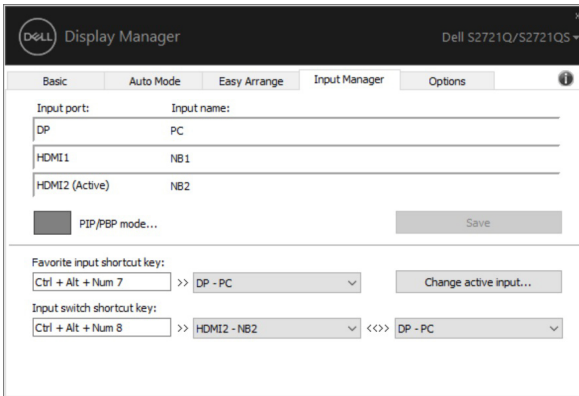 DELL Display Manager Dell S2721Q/S2721QS
Basic Auto Mode Easy Arrange Input Manager Options
Input port: Input name:
DP PC
HDMI1 NB1
HDMI2 (Active) NB2
PIP/PBP mode... Save
Favorite input shortcut key:
Ctrl + Alt + Num 7 >> DP - PC Change active input...
Input switch shortcut key:
Ctrl + Alt + Num 8 >> HDMI2 - NB2 <<>> DP - PC